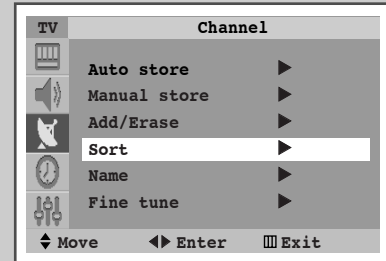 TV Channel
Auto store
Manual store
Add/Erase
Sort
Name
Fine tune
Move Enter Exit